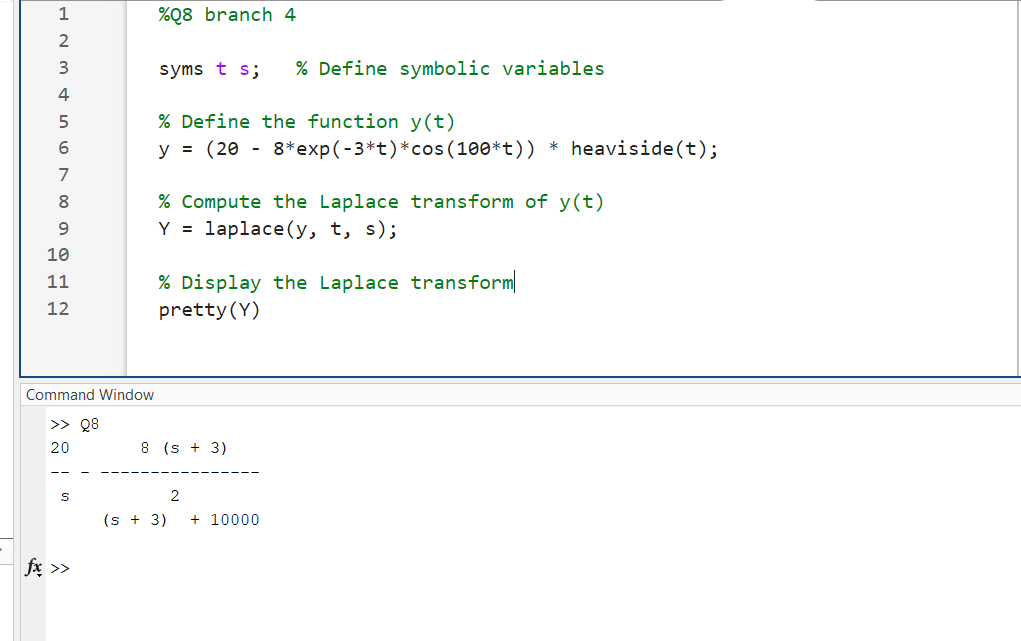 1 %Q8 branch 4
2
3 syms t s;   % Define symbolic variables
4
5 % Define the function y(t)
6 y = (20 - 8*exp(-3*t)*cos(100*t)) * heaviside(t);
7
8 % Compute the Laplace transform of y(t)
9 Y = laplace(y, t, s);
10
11 % Display the Laplace transform
12 pretty(Y)
Command Window
>> Q8
20       8 (s + 3)
-- - ----------------
 s          2
     (s + 3)  + 10000
fx >>